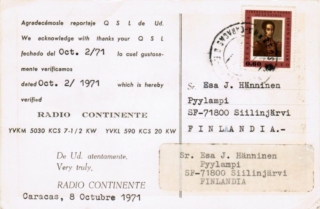 Agradecémosle reportaje Q S L de Ud.
We acknowledge with thanks your Q S L
fechado del Oct. 2/71 lo cual gustosa-
mente verificamos
dated Oct. 2/ 1971 which is hereby
verified
RADIO CONTINENTE
YVKM 5030 KCS 7-1/2 KW YVKL 590 KCS 20 KW
De Ud. atentamente,
Very truly,
RADIO CONTINENTE
Caracas, 8 Octubre 1971
CARACAS
Sr. Esa J. Hänninen
Pyylampi
SF-71800 Siilinjärvi
FINLANDIA.-
Sr. Esa J. Hänninen
Pyylampi
SF-71800 Siilinjärvi
FINLANDIA